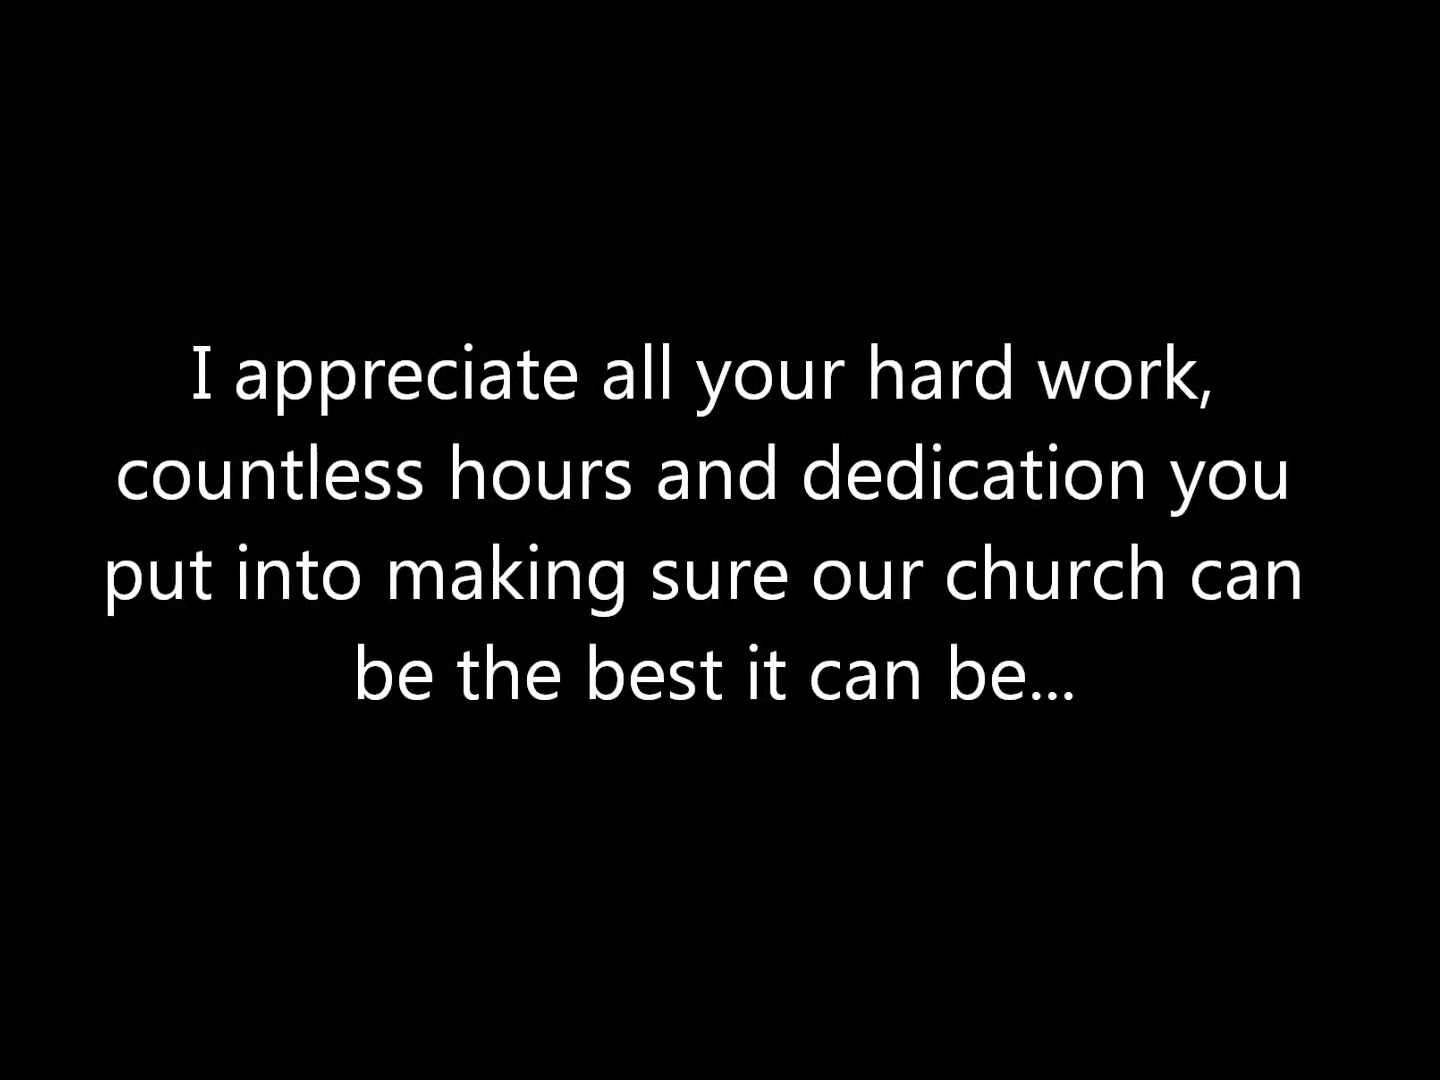 I appreciate all your hard work,
countless hours and dedication you
put into making sure our church can
be the best it can be...